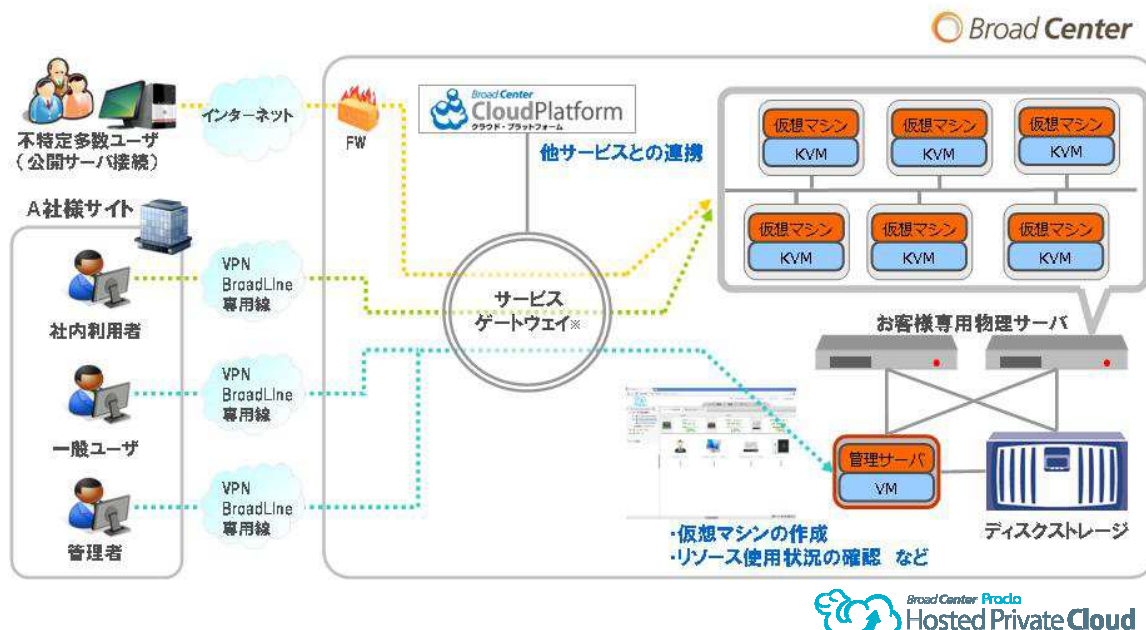 Broad Center
不特定多数ユーザ
（公開サーバ接続）
インターネット
FW
Broad Center
CloudPlatform
クラウド・プラットフォーム
他サービスとの連携
仮想マシン
KVM
仮想マシン
KVM
仮想マシン
KVM
仮想マシン
KVM
仮想マシン
KVM
仮想マシン
KVM
A社様サイト
社内利用者
VPN
BroadLine
専用線
サービス
ゲートウェイ※
お客様専用物理サーバ
一般ユーザ
VPN
BroadLine
専用線
管理者
VPN
BroadLine
専用線
管理サーバ
VM
ディスクストレージ
・仮想マシンの作成
・リソース使用状況の確認 など
Broad Center Procla
Hosted Private Cloud